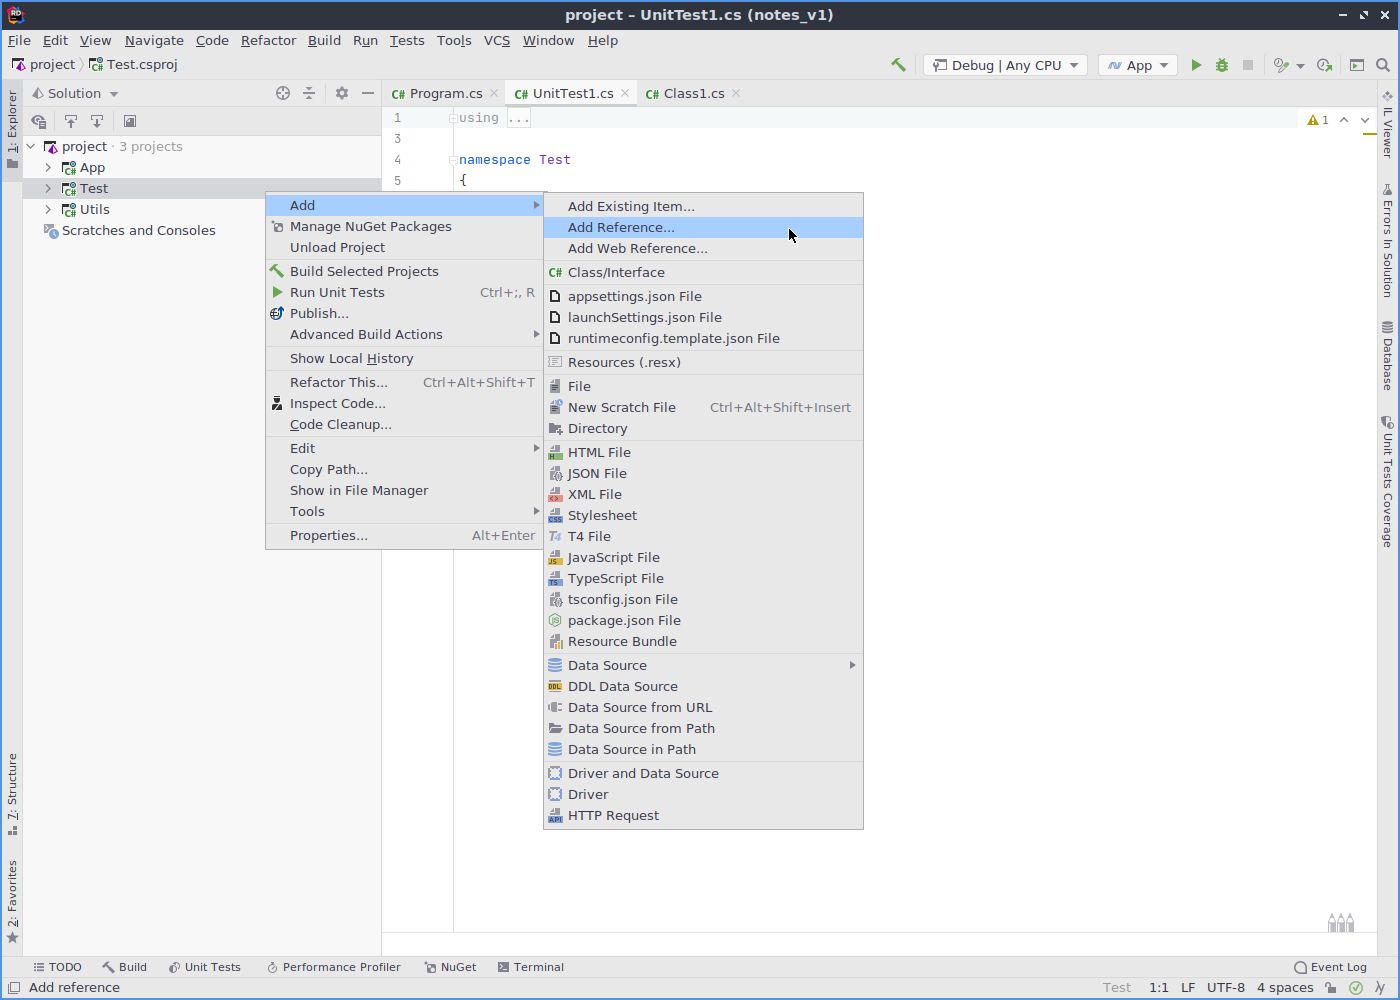 project – UnitTest1.cs (notes_v1)
File Edit View Navigate Code Refactor Build Run Tests Tools VCS Window Help
project Test.csproj Debug | Any CPU App
1: Explorer
Solution
Program.cs UnitTest1.cs Class1.cs
project · 3 projects
App
Test
Utils
Scratches and Consoles
1 using ...
3
4 namespace Test
5 {
1
Add
Manage NuGet Packages
Unload Project
Build Selected Projects
Run Unit Tests Ctrl+;, R
Publish...
Advanced Build Actions
Show Local History
Refactor This... Ctrl+Alt+Shift+T
Inspect Code...
Code Cleanup...
Edit
Copy Path...
Show in File Manager
Tools
Properties... Alt+Enter
Add Existing Item...
Add Reference...
Add Web Reference...
C# Class/Interface
appsettings.json File
launchSettings.json File
runtimeconfig.template.json File
Resources (.resx)
File
New Scratch File Ctrl+Alt+Shift+Insert
Directory
HTML File
JSON File
XML File
Stylesheet
T4 File
JavaScript File
TypeScript File
tsconfig.json File
package.json File
Resource Bundle
Data Source
DDL Data Source
Data Source from URL
Data Source from Path
Data Source in Path
Driver and Data Source
Driver
HTTP Request
IL Viewer
Errors In Solution
Database
Unit Tests Coverage
7: Structure
2: Favorites
TODO Build Unit Tests Performance Profiler NuGet Terminal Event Log
Add reference Test 1:1 LF UTF-8 4 spaces